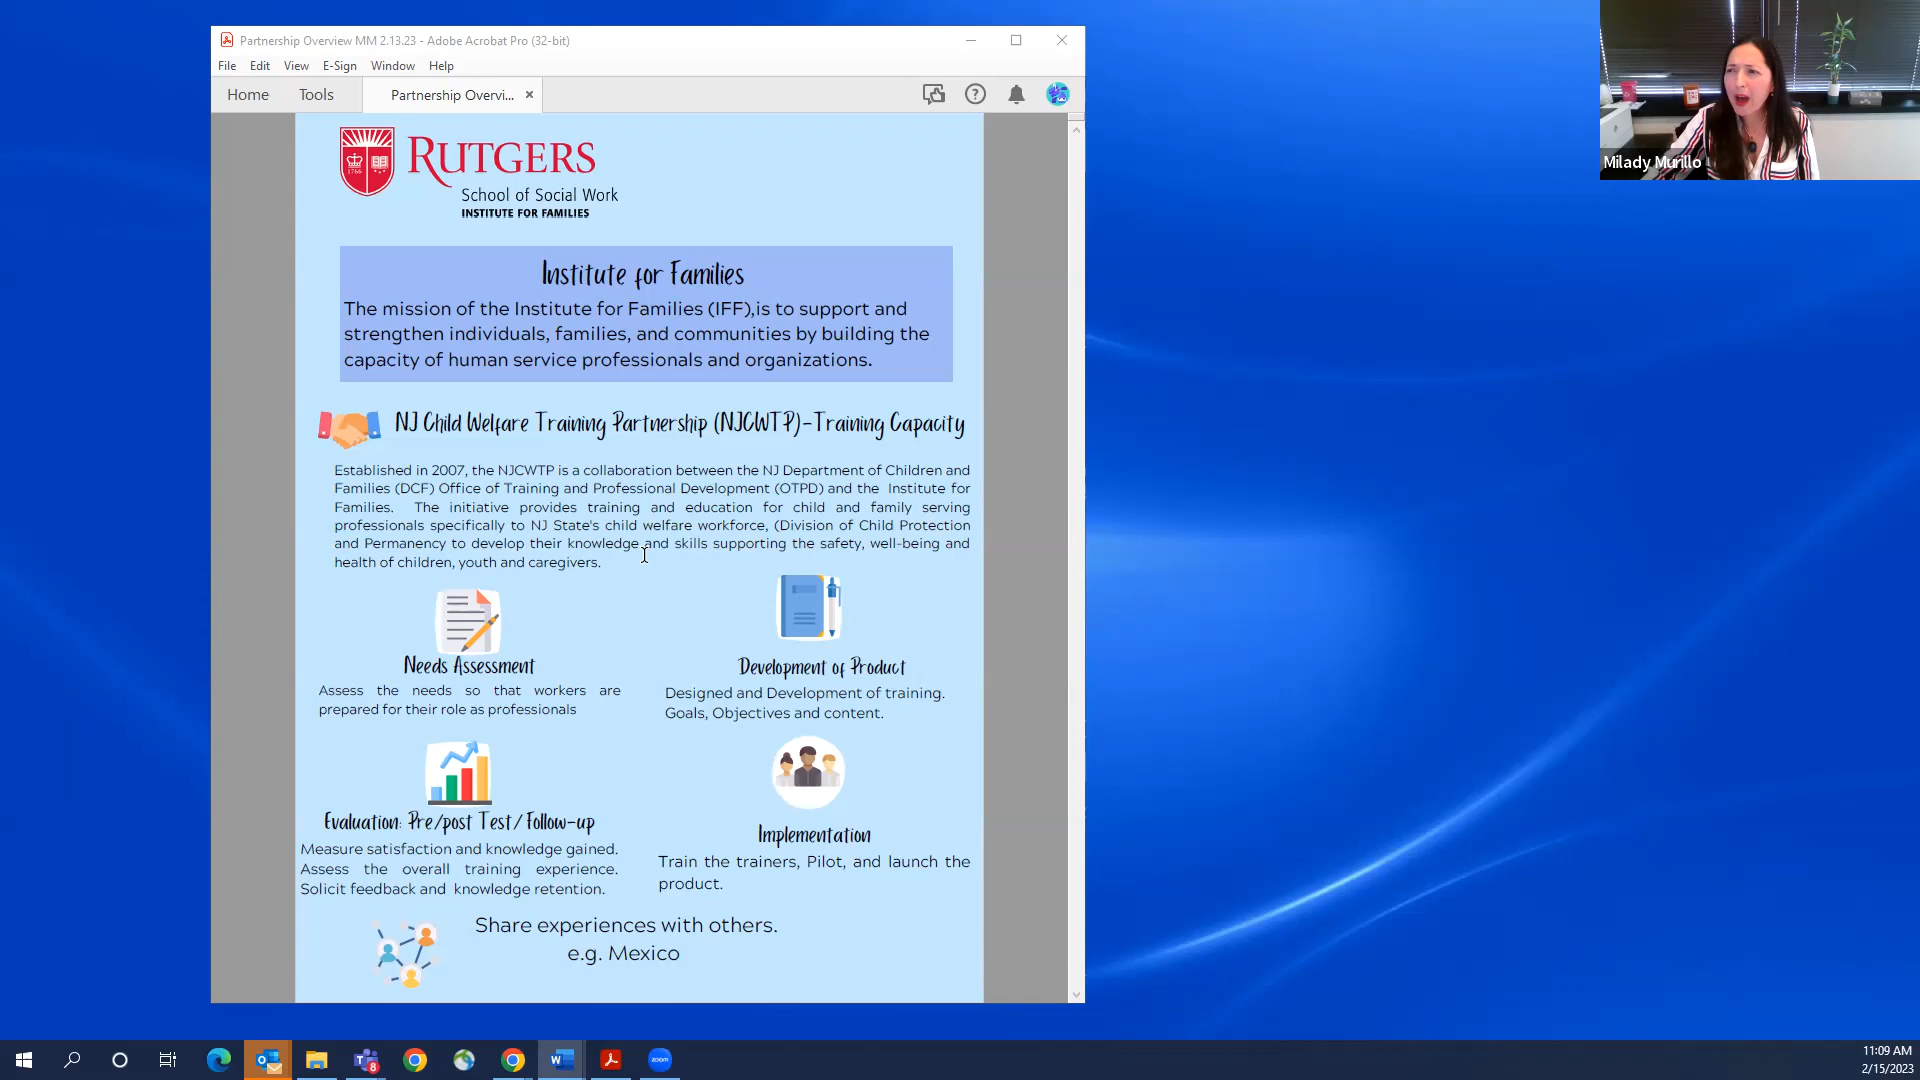 Partnership Overview MM 2.13.23 - Adobe Acrobat Pro (32-bit)
File Edit View E-Sign Window Help
Home Tools Partnership Overvi...
1766
RUTGERS
School of Social Work
INSTITUTE FOR FAMILIES
Institute for Families
The mission of the Institute for Families (IFF),is to support and
strengthen individuals, families, and communities by building the
capacity of human service professionals and organizations.
NJ Child Welfare Training Partnership (NJCWTP)-Training Capacity
Established in 2007, the NJCWTP is a collaboration between the NJ Department of Children and
Families (DCF) Office of Training and Professional Development (OTPD) and the Institute for
Families. The initiative provides training and education for child and family serving
professionals specifically to NJ State's child welfare workforce, (Division of Child Protection
and Permanency to develop their knowledge and skills supporting the safety, well-being and
health of children, youth and caregivers.
Needs Assessment
Assess the needs so that workers are
prepared for their role as professionals
Development of Product
Designed and Development of training.
Goals, Objectives and content.
Evaluation: Pre/post Test/ Follow-up
Measure satisfaction and knowledge gained.
Assess the overall training experience.
Solicit feedback and knowledge retention.
Implementation
Train the trainers, Pilot, and launch the
product.
Share experiences with others.
e.g. Mexico
Milady Murillo
8
zoom
11:09 AM
2/15/2023